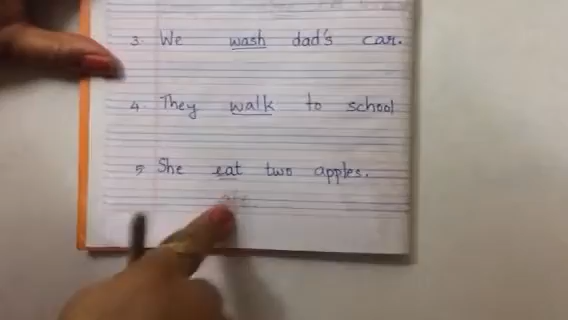 3. We wash dad's car.
4. They walk to school
5 She eat two apples.